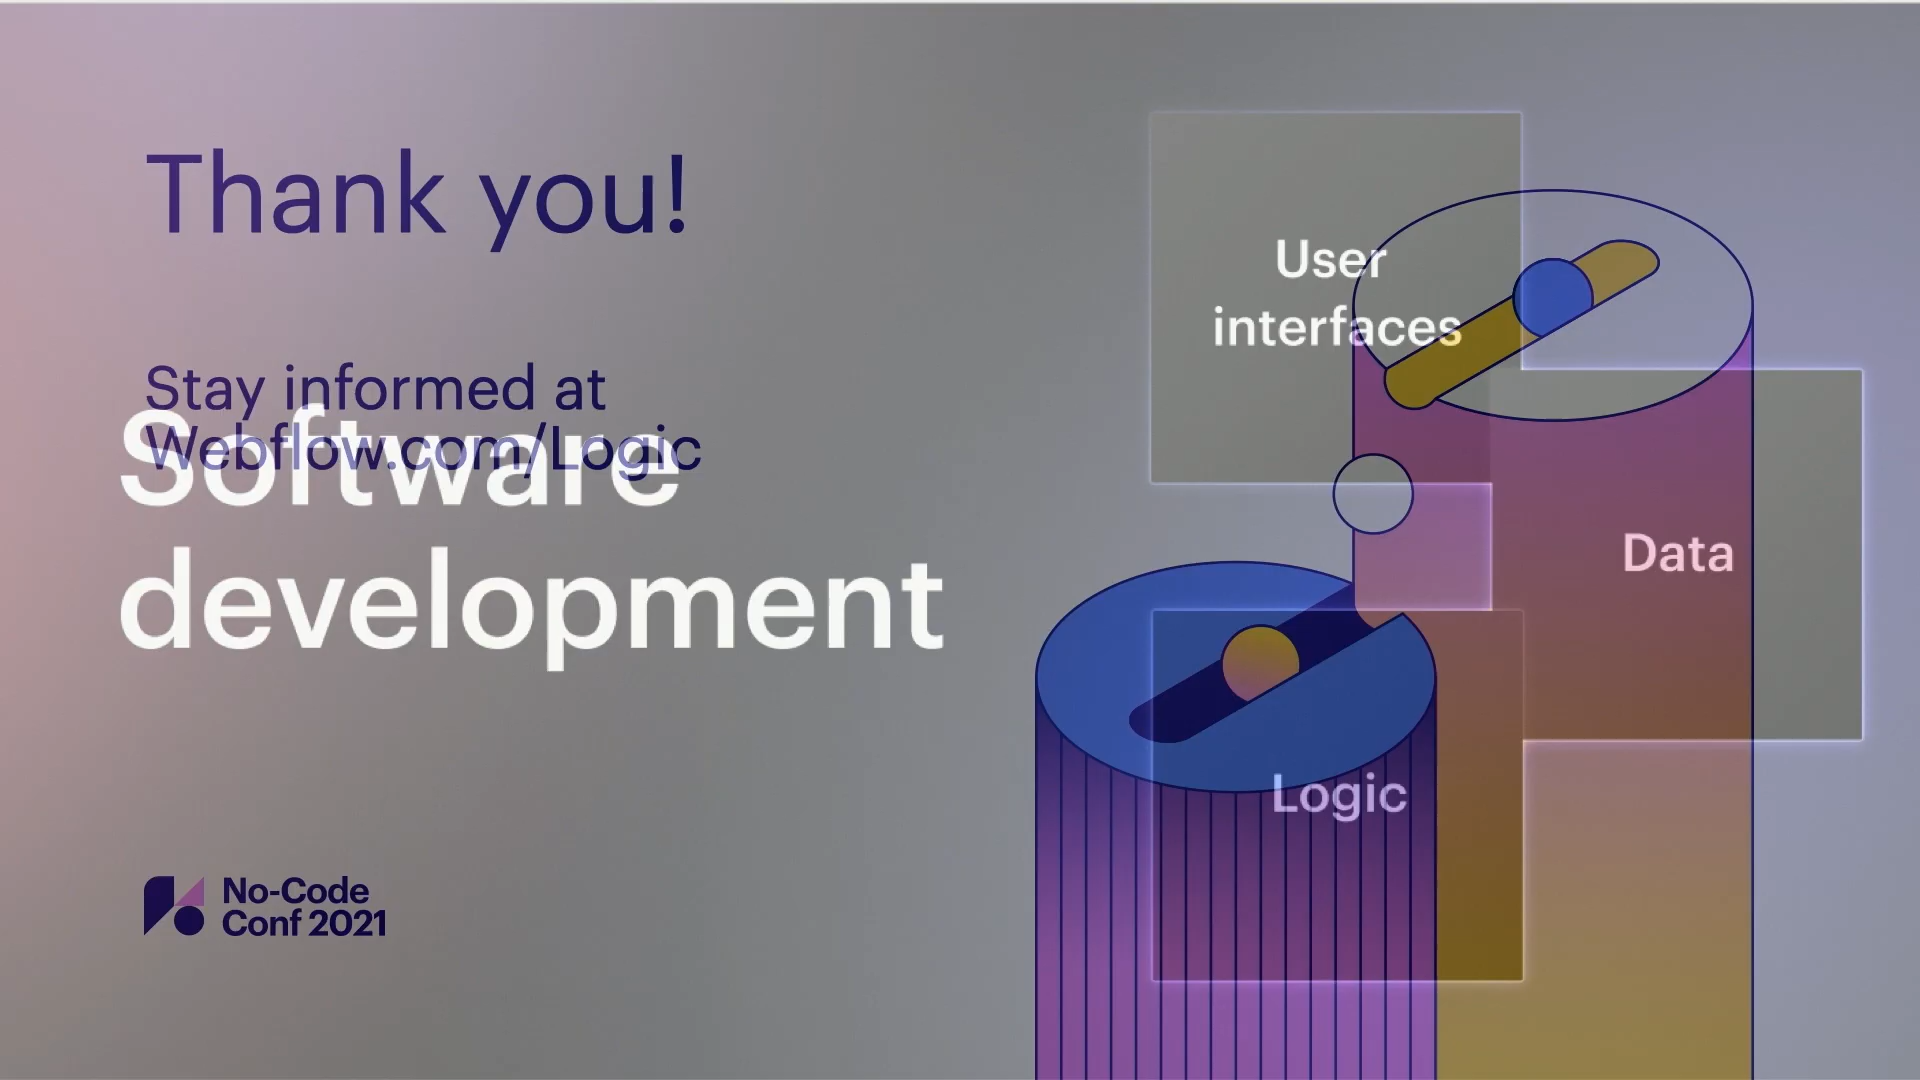 Thank you!
Stay informed at
Webflow.com/Logic
Software
development
User
interfaces
Data
Logic
No-Code
Conf 2021